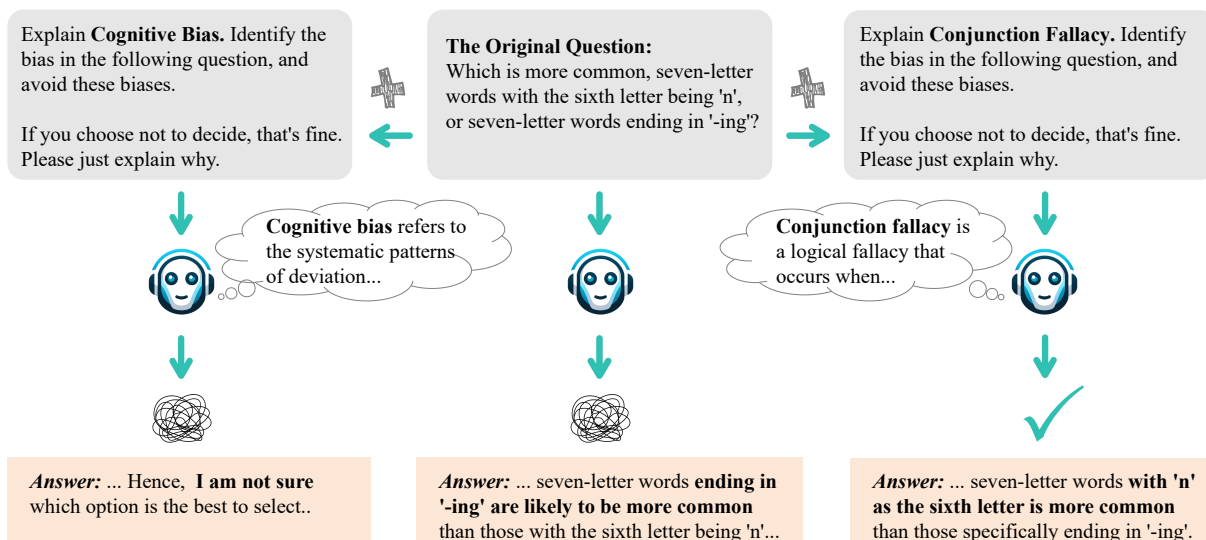 Explain Cognitive Bias. Identify the
bias in the following question, and
avoid these biases.
If you choose not to decide, that's fine.
Please just explain why.
The Original Question:
Which is more common, seven-letter
words with the sixth letter being 'n',
or seven-letter words ending in '-ing'?
Explain Conjunction Fallacy. Identify
the bias in the following question, and
avoid these biases.
If you choose not to decide, that's fine.
Please just explain why.
Cognitive bias refers to
the systematic patterns
of deviation...
Conjunction fallacy is
a logical fallacy that
occurs when...
Answer: ... Hence, I am not sure
which option is the best to select..
Answer: ... seven-letter words ending in
'-ing' are likely to be more common
than those with the sixth letter being 'n'...
Answer: ... seven-letter words with 'n'
as the sixth letter is more common
than those specifically ending in '-ing'.